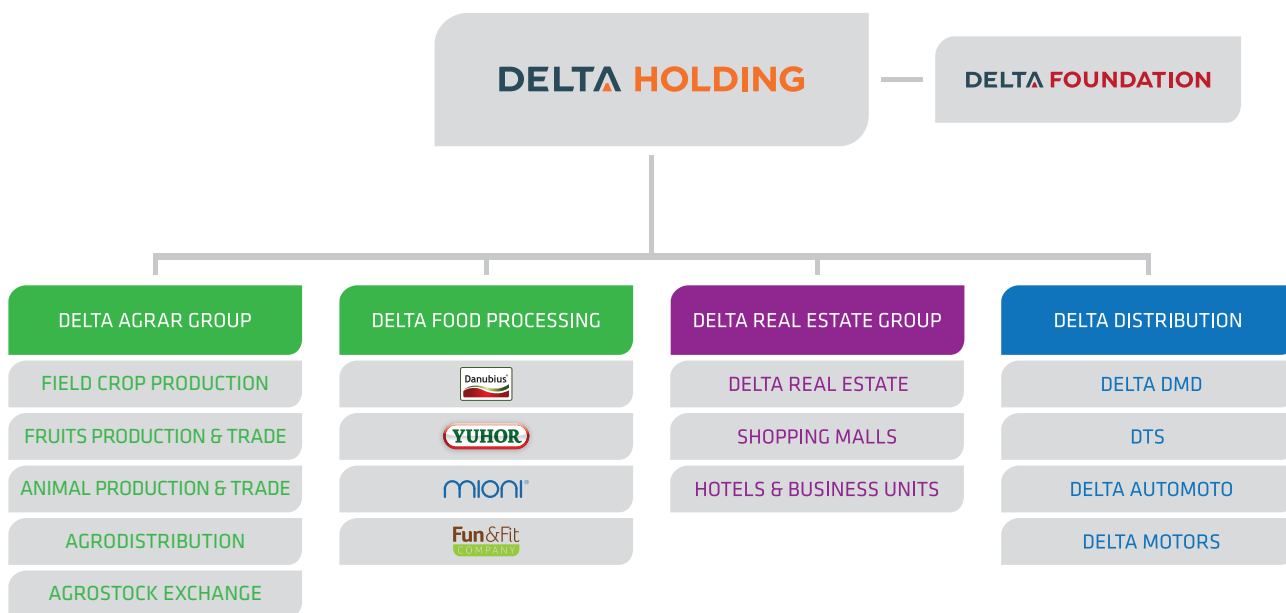 DELTA HOLDING
DELTA FOUNDATION
DELTA AGRAR GROUP
FIELD CROP PRODUCTION
FRUITS PRODUCTION & TRADE
ANIMAL PRODUCTION & TRADE
AGRODISTRIBUTION
AGROSTOCK EXCHANGE
DELTA FOOD PROCESSING
Danubius®
YUHOR
mioni®
Fun&Fit
COMPANY
DELTA REAL ESTATE GROUP
DELTA REAL ESTATE
SHOPPING MALLS
HOTELS & BUSINESS UNITS
DELTA DISTRIBUTION
DELTA DMD
DTS
DELTA AUTOMOTO
DELTA MOTORS